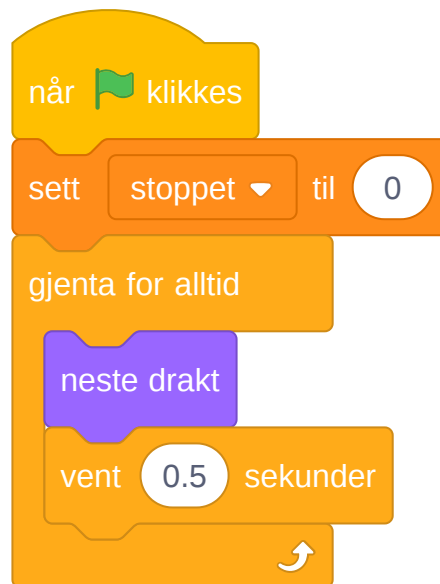 når klikkes
sett stoppet til 0
gjenta for alltid
neste drakt
vent 0.5 sekunder